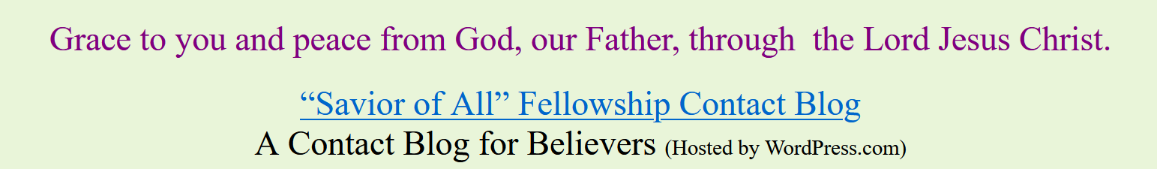 Grace to you and peace from God, our Father, through  the Lord Jesus Christ.
“Savior of All” Fellowship Contact Blog
A Contact Blog for Believers (Hosted by WordPress.com)